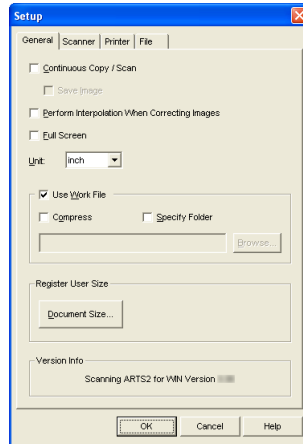 Setup
General Scanner Printer File
Continuous Copy / Scan
Save Image
Perform Interpolation When Correcting Images
Full Screen
Unit: inch
Use Work File
Compress Specify Folder
Browse...
Register User Size
Document Size...
Version Info
Scanning ARTS2 for WIN Version
OK Cancel Help